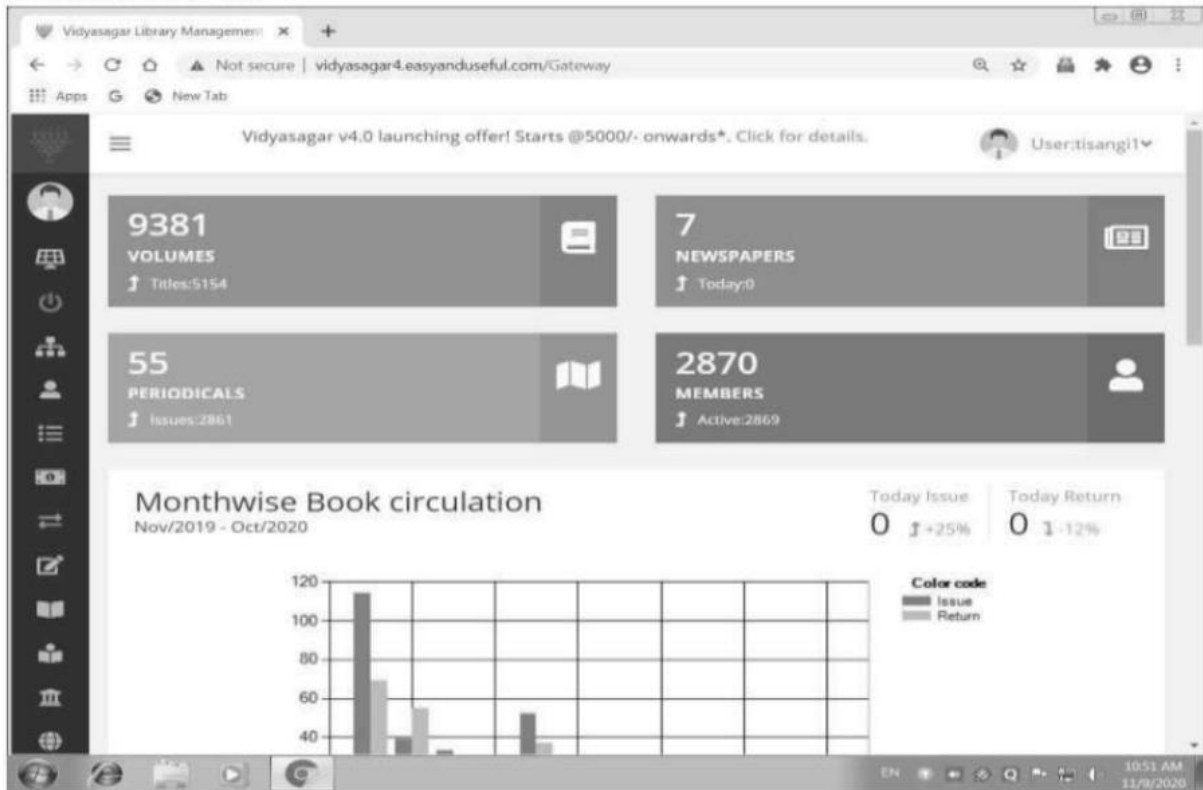 Vidyasagar Library Management
Not secure | vidyasagar4.easyanduseful.com/Gateway
Apps G New Tab
Vidyasagar v4.0 launching offer! Starts @5000/- onwards*. Click for details.
User:tisangi1
9381
VOLUMES
Titles:5154
7
NEWSPAPERS
Today:0
55
PERIODICALS
Issues:2861
2870
MEMBERS
Active:2869
Monthwise Book circulation
Nov/2019 - Oct/2020
Today Issue
0 +25%
Today Return
0 -12%
120
100
80
60
40
Color code
Issue
Return
EN
10:51 AM
11/9/2020